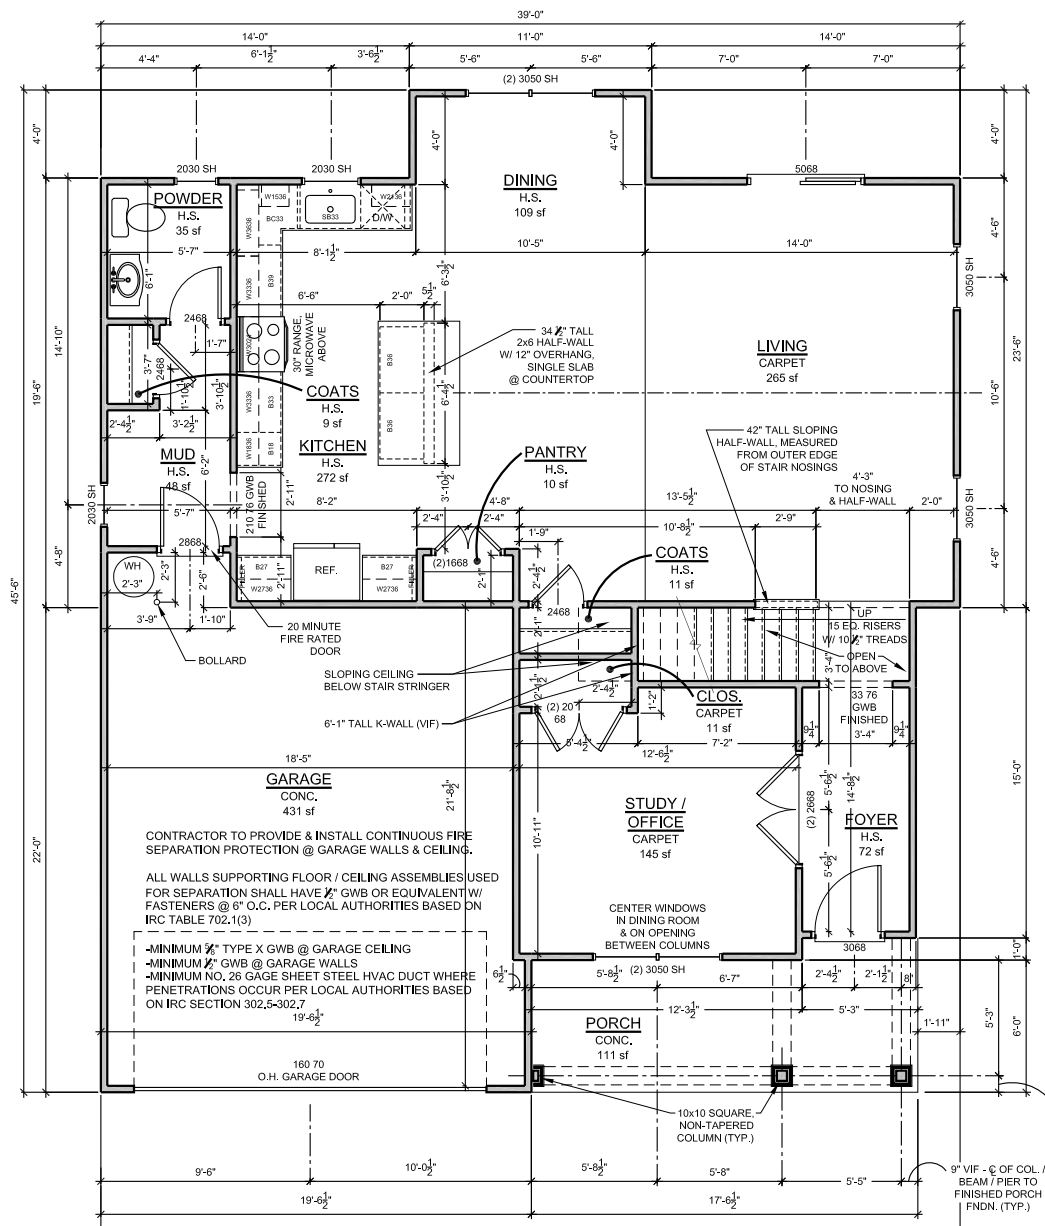 39'-0"
14'-0"
11'-0"
14'-0"
4'-4"
6'-1½"
3'-6½"
5'-6"
5'-6"
7'-0"
7'-0"
(2) 3050 SH
4'-0"
4'-0"
4'-0"
4'-0"
2030 SH
2030 SH
5068
POWDER
H.S.
35 sf
5'-7"
6'-1"
W1536
BC33
SB33
W2436
D/W
W3636
DINING
H.S.
109 sf
8'-1½"
10'-5"
14'-0"
4'-6"
3050 SH
W3336
B39
6'-3½"
6'-6"
2'-0"
5½"
2468
1'-7"
30" RANGE,
MICROWAVE
ABOVE
34 ½" TALL
2x6 HALF-WALL
W/ 12" OVERHANG,
SINGLE SLAB
@ COUNTERTOP
B36
B36
6'-4½"
LIVING
CARPET
265 sf
14'-10"
19'-6"
23'-6"
10'-6"
3'-7"
2468
1'-10½"
3'-10½"
COATS
H.S.
9 sf
2'-4½"
3'-2½"
W3336
B33
W1836
B18
KITCHEN
H.S.
272 sf
3'-10½"
MUD
H.S.
48 sf
6'-2"
5'-7"
2030 SH
210 76 GWB
FINISHED
2'-11"
8'-2"
PANTRY
H.S.
10 sf
4'-8"
2'-4"
2'-4"
(2)1668
2'-1"
42" TALL SLOPING
HALF-WALL, MEASURED
FROM OUTER EDGE
OF STAIR NOSINGS
4'-3"
TO NOSING
& HALF-WALL
13'-5½"
2'-0"
10'-8½"
2'-9"
1'-9"
3050 SH
4'-6"
2868
4'-8"
WH
2'-3"
2'-3"
2'-6"
FILLER
B27
W2736
2'-11"
REF.
B27
W2736
FILLER
2'-4½"
2468
COATS
H.S.
11 sf
45'-6"
3'-9"
1'-10"
20 MINUTE
FIRE RATED
DOOR
BOLLARD
2'-1"
UP
15 EQ. RISERS
W/ 10 ½" TREADS
OPEN
TO ABOVE
3'-4"
SLOPING CEILING
BELOW STAIR STRINGER
6'-1" TALL K-WALL (VIF)
2'-1½"
2'-4½"
1'-2"
CLOS.
CARPET
11 sf
33 76
GWB
FINISHED
(2) 20
68
5'-4½"
7'-2"
9¼"
3'-4"
9¼"
12'-6½"
18'-5"
21'-8½"
GARAGE
CONC.
431 sf
5'-6½"
14'-8½"
15'-0"
STUDY /
OFFICE
CARPET
145 sf
10'-11"
(2) 2668
FOYER
H.S.
72 sf
5'-6½"
22'-0"
CONTRACTOR TO PROVIDE & INSTALL CONTINUOUS FIRE
SEPARATION PROTECTION @ GARAGE WALLS & CEILING.
ALL WALLS SUPPORTING FLOOR / CEILING ASSEMBLIES USED
FOR SEPARATION SHALL HAVE ½" GWB OR EQUIVALENT W/
FASTENERS @ 6" O.C. PER LOCAL AUTHORITIES BASED ON
IRC TABLE 702.1(3)
-MINIMUM ⅝" TYPE X GWB @ GARAGE CEILING
-MINIMUM ½" GWB @ GARAGE WALLS
-MINIMUM NO. 26 GAGE SHEET STEEL HVAC DUCT WHERE
PENETRATIONS OCCUR PER LOCAL AUTHORITIES BASED
ON IRC SECTION 302.5-302.7
CENTER WINDOWS
IN DINING ROOM
& ON OPENING
BETWEEN COLUMNS
3068
1'-0"
6½"
5'-8½"
(2) 3050 SH
6'-7"
2'-4½"
2'-1½"
8"
12'-3½"
5'-3"
1'-11"
5'-3"
6'-0"
19'-6½"
PORCH
CONC.
111 sf
160 70
O.H. GARAGE DOOR
10x10 SQUARE,
NON-TAPERED
COLUMN (TYP.)
9'-6"
10'-0½"
5'-8½"
5'-8"
5'-5"
19'-6½"
17'-6½"
9" VIF - ℄ OF COL. /
BEAM / PIER TO
FINISHED PORCH
FNDN. (TYP.)